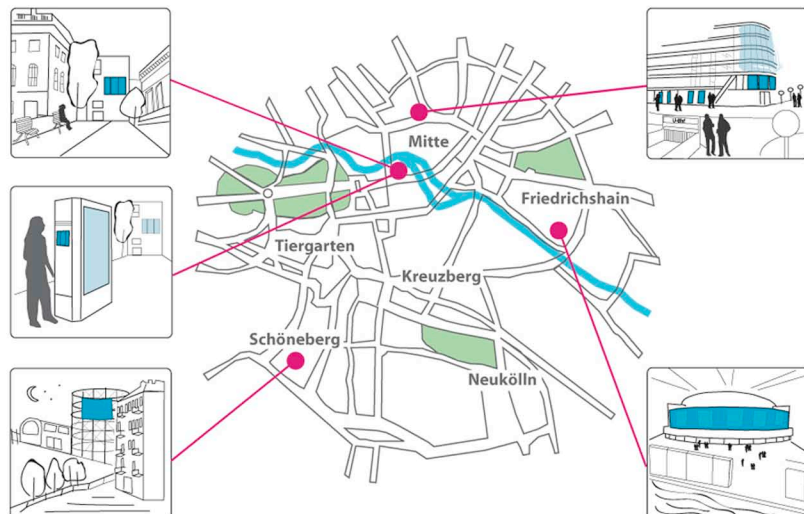 Mitte
Friedrichshain
Tiergarten
Kreuzberg
Schöneberg
Neukölln